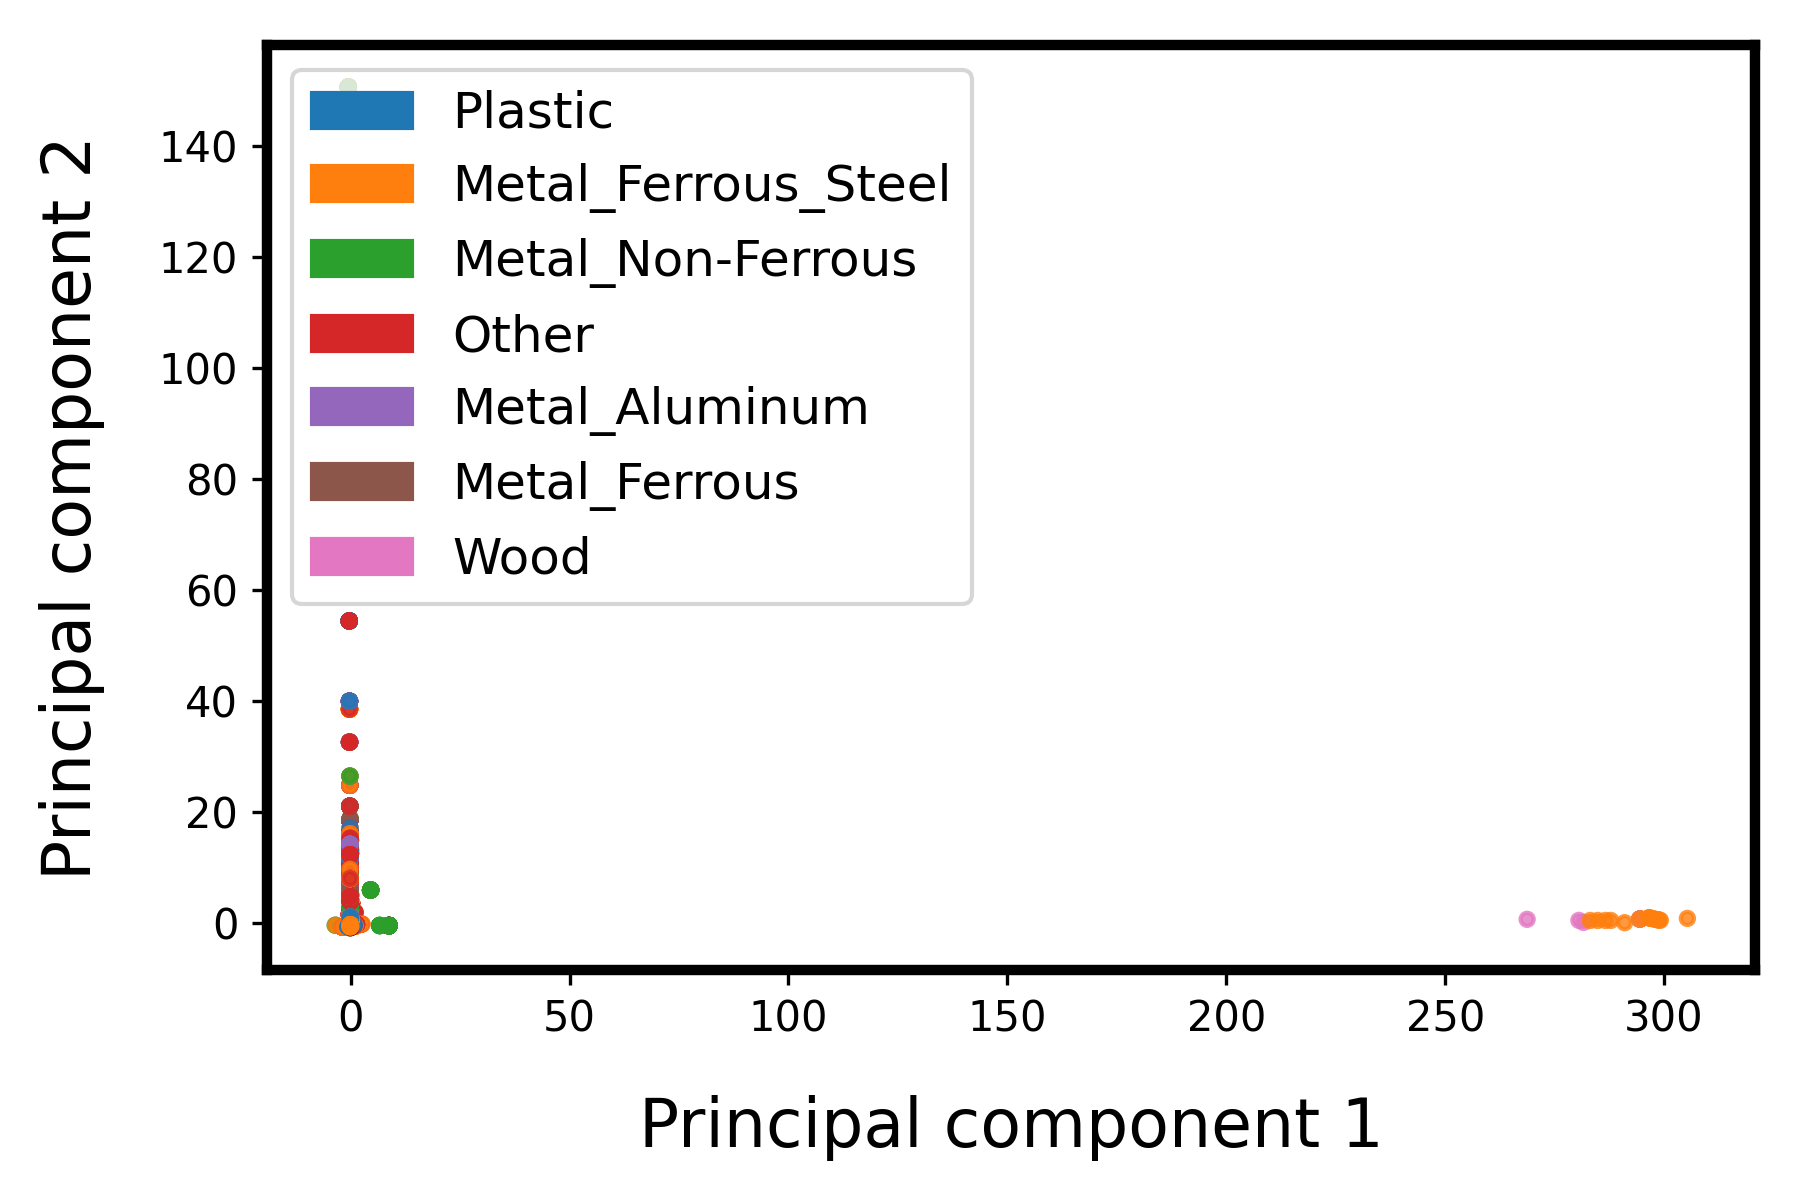 Principal component 2
140
120
100
80
60
40
20
0
Plastic
Metal_Ferrous_Steel
Metal_Non-Ferrous
Other
Metal_Aluminum
Metal_Ferrous
Wood
0 50 100 150 200 250 300
Principal component 1